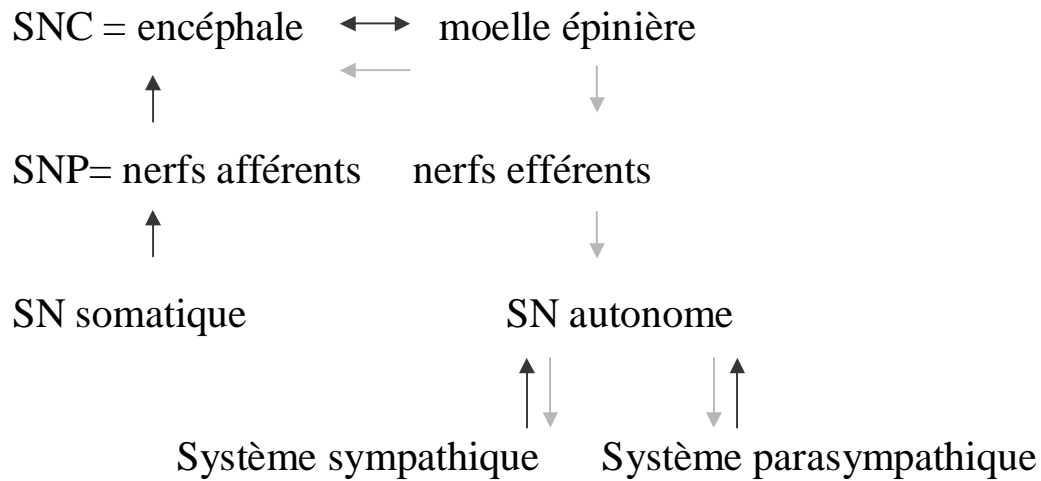 SNC = encéphale moelle épinière
SNP= nerfs afférents nerfs efférents
SN somatique SN autonome
Système sympathique Système parasympathique